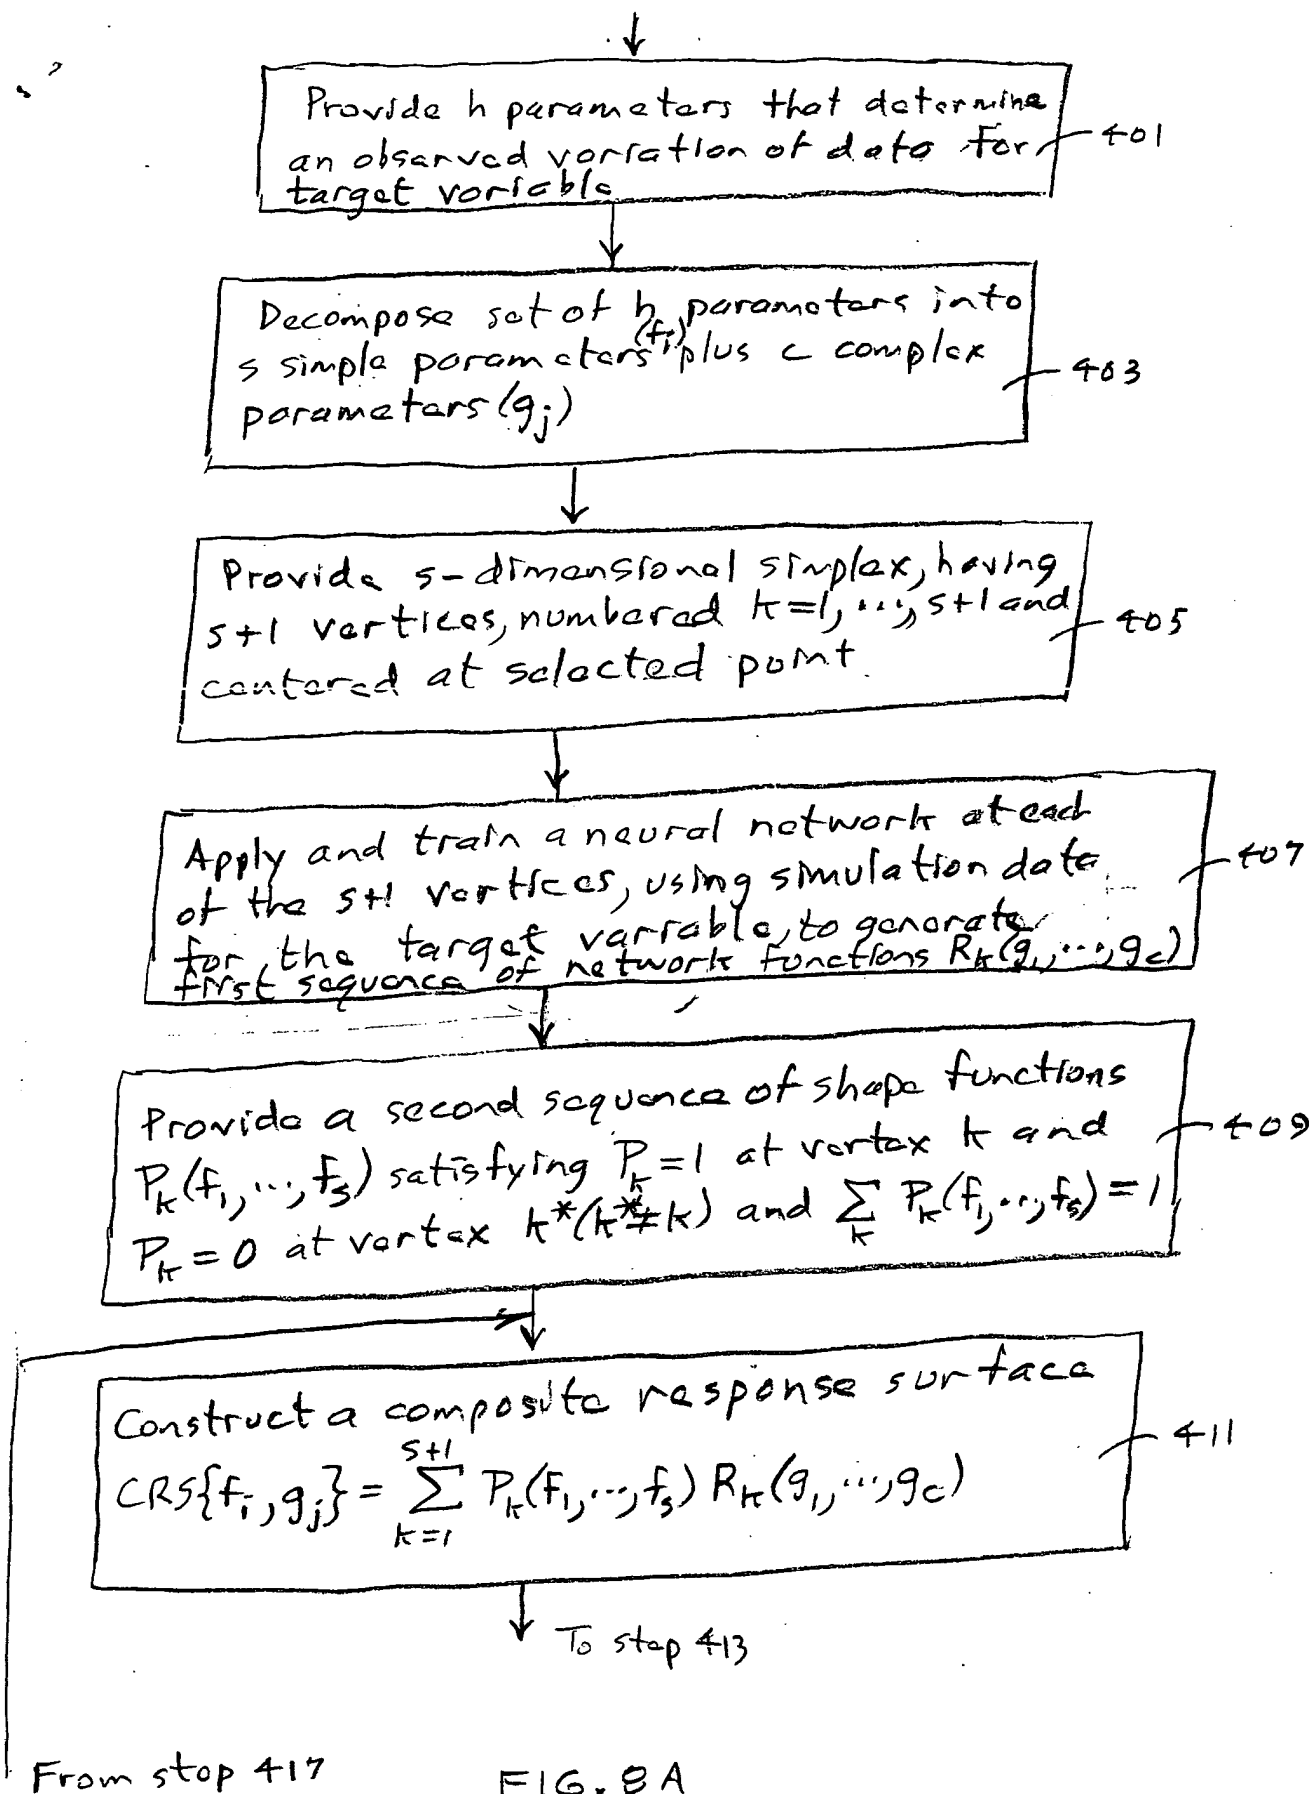 Provide h parameters that determine
an observed variation of data for
target variable
401
Decompose set of h parameters into
s simple parameters (fi) plus c complex
parameters (gj)
403
Provide s-dimensional simplex, having
s+1 vertices, numbered k=1, ..., s+1 and
centered at selected point.
405
Apply and train a neural network at each
of the s+1 vertices, using simulation data
for the target variable, to generate
first sequence of network functions Rk(g1, ..., gc)
407
Provide a second sequence of shape functions
Pk(f1, ..., fs) satisfying Pk=1 at vertex k and
Pk=0 at vertex k*(k*≠k) and ∑k Pk(f1, ..., fs)=1
409
Construct a composite response surface
CRS{fi, gj} = ∑k=1s+1 Pk(f1, ..., fs) Rk(g1, ..., gc)
411
To step 413
From step 417
FIG. 8A